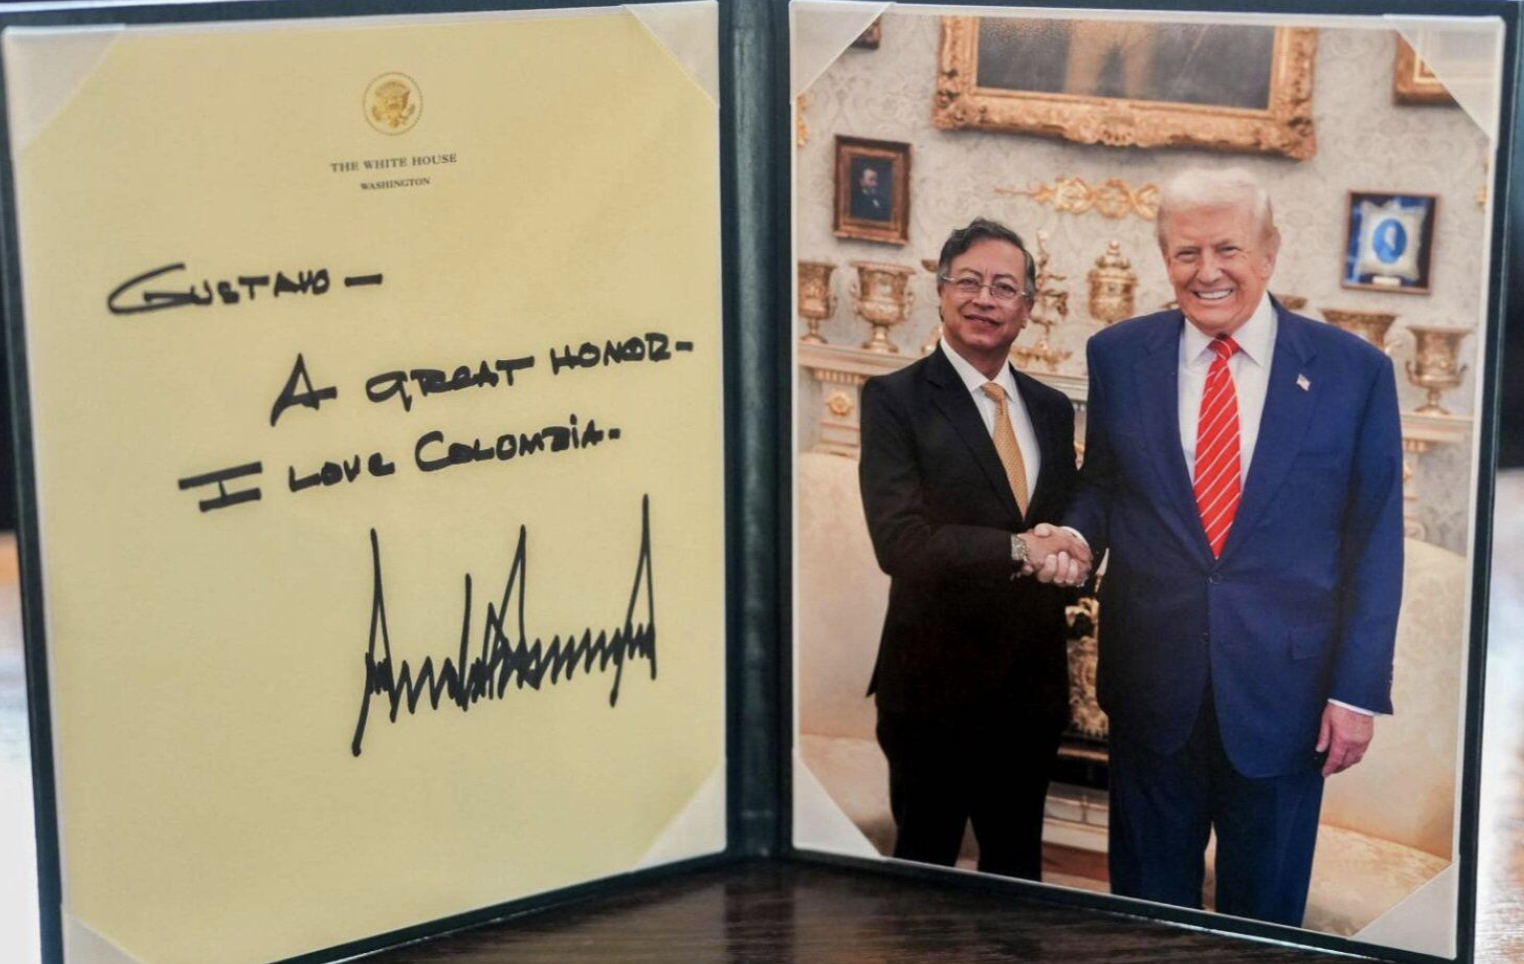 THE WHITE HOUSE
WASHINGTON
GUSTAVO —
A GREAT HONOR -
I LOVE COLOMBIA.